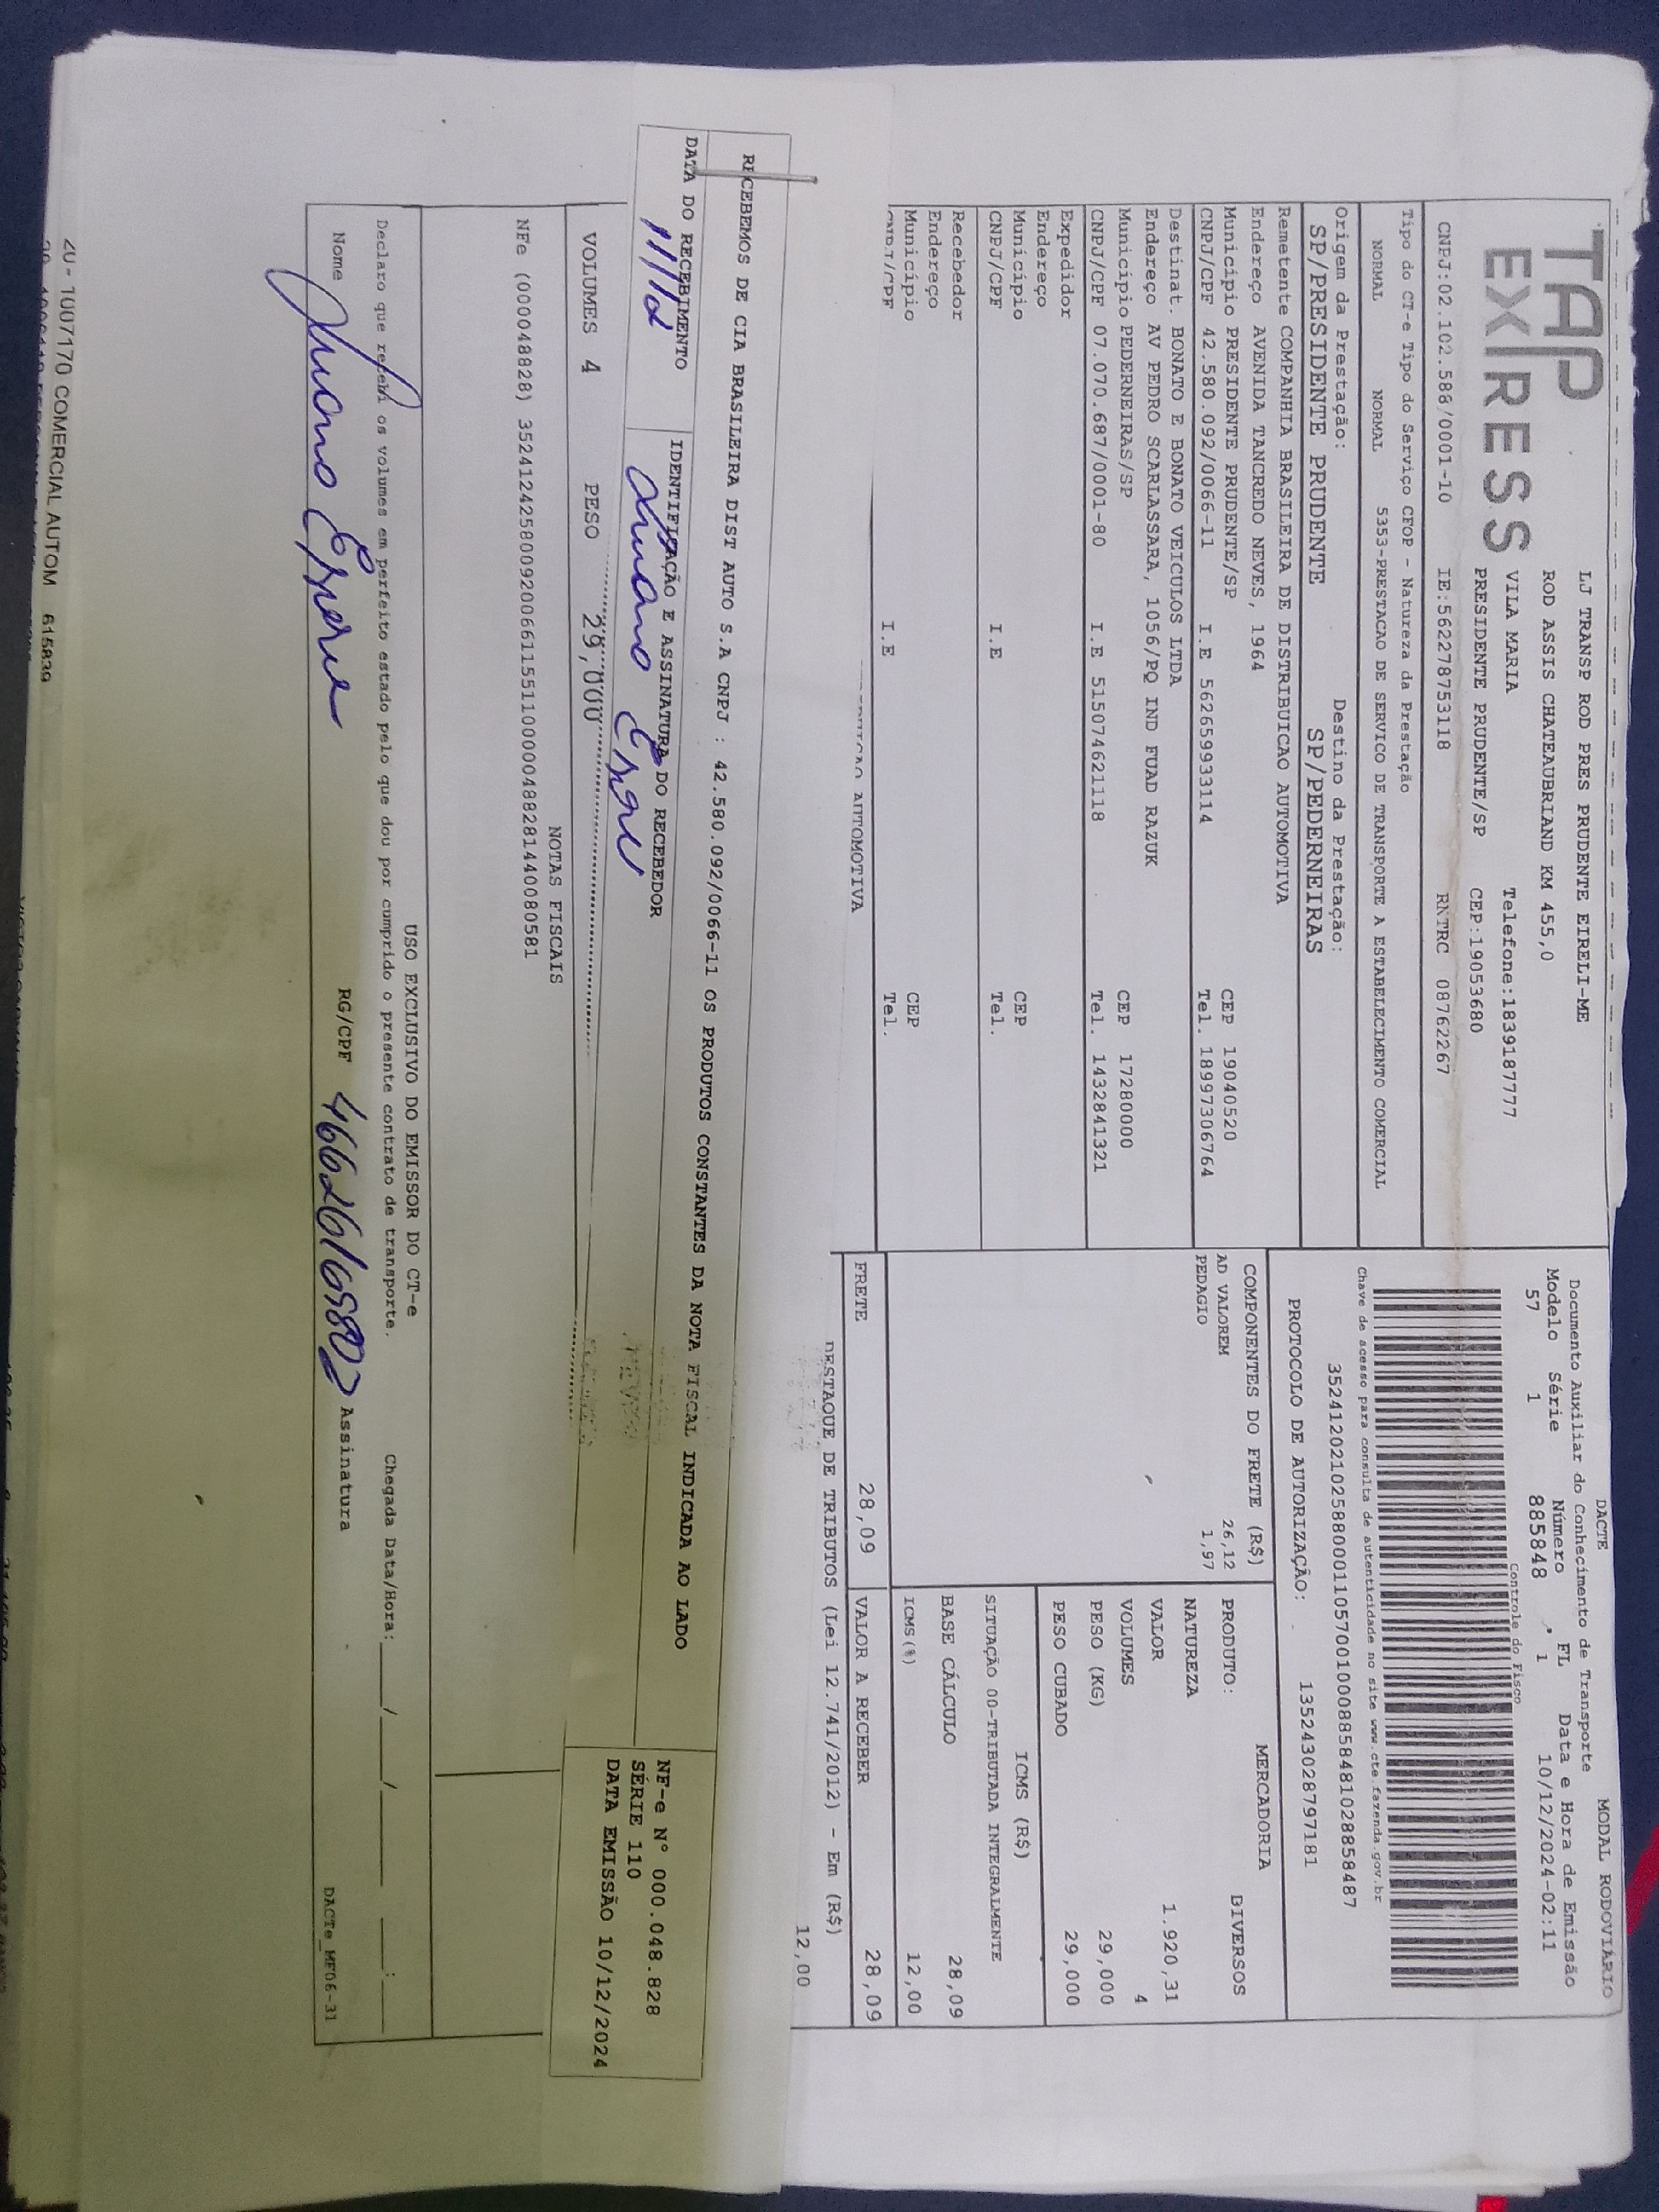 TAP
EXPRESS
LJ TRANSP ROD PRES PRUDENTE EIRELI-ME
ROD ASSIS CHATEAUBRIAND KM 455,0
VILA MARIA Telefone:1839187777
PRESIDENTE PRUDENTE/SP CEP:19053680
CNPJ:02.102.588/0001-10 IE:562278753118 RNTRC 08762267
Tipo do CT-e Tipo do Serviço CFOP - Natureza da Prestação
NORMAL NORMAL 5353-PRESTACAO DE SERVICO DE TRANSPORTE A ESTABELECIMENTO COMERCIAL
Origem da Prestação: Destino da Prestação:
SP/PRESIDENTE PRUDENTE SP/PEDERNEIRAS
Remetente COMPANHIA BRASILEIRA DE DISTRIBUICAO AUTOMOTIVA
Endereço AVENIDA TANCREDO NEVES, 1964
Município PRESIDENTE PRUDENTE/SP CEP 19040520
CNPJ/CPF 42.580.092/0066-11 I.E 562659933114 Tel. 18997306764
Destinat. BONATO E BONATO VEICULOS LTDA
Endereço AV PEDRO SCARLASSARA, 1056/PQ IND FUAD RAZUK
Município PEDERNEIRAS/SP CEP 17280000
CNPJ/CPF 07.070.687/0001-80 I.E 515074621118 Tel. 1432841321
Expedidor
Endereço
Município CEP
CNPJ/CPF I.E Tel.
Recebedor
Endereço
Município CEP
CNPJ/CPF I.E Tel.
AUTOMOTIVA
DACTE MODAL RODOVIÁRIO
Documento Auxiliar do Conhecimento de Transporte
Modelo Série Número FL Data e Hora de Emissão
57 1 885848 1 10/12/2024-02:11
Controle do Fisco
Chave de acesso para consulta de autenticidade no site www.cte.fazenda.gov.br
35241202102588000110570010008858481028858487
PROTOCOLO DE AUTORIZAÇÃO: 135243028797181
COMPONENTES DO FRETE (R$)
AD VALOREM 26,12
PEDAGIO 1,97
MERCADORIA
PRODUTO: DIVERSOS
NATUREZA
VALOR 1.920,31
VOLUMES 4
PESO (KG) 29,000
PESO CUBADO 29,000
ICMS (R$)
SITUAÇÃO 00-TRIBUTADA INTEGRALMENTE
BASE CÁLCULO 28,09
ICMS(%) 12,00
FRETE 28,09 VALOR A RECEBER 28,09
DESTAQUE DE TRIBUTOS (Lei 12.741/2012) - Em (R$)
12,00
RECEBEMOS DE CIA BRASILEIRA DIST AUTO S.A CNPJ : 42.580.092/0066-11 OS PRODUTOS CONSTANTES DA NOTA FISCAL INDICADA AO LADO
DATA DO RECEBIMENTO IDENTIFICAÇÃO E ASSINATURA DO RECEBEDOR
11/12
NF-e N° 000.048.828
SÉRIE 110
DATA EMISSÃO 10/12/2024
VOLUMES 4 PESO 29,000
NOTAS FISCAIS
NFe (000048828) 35241242580092006611551100000488281440080581
USO EXCLUSIVO DO EMISSOR DO CT-e
Declaro que recebi os volumes em perfeito estado pelo que dou por cumprido o presente contrato de transporte. Chegada Data/Hora:____/____/____ ____:____
Nome RG/CPF Assinatura
DACTe_MF06-31
20 - 1007170 COMERCIAL AUTOM 615839